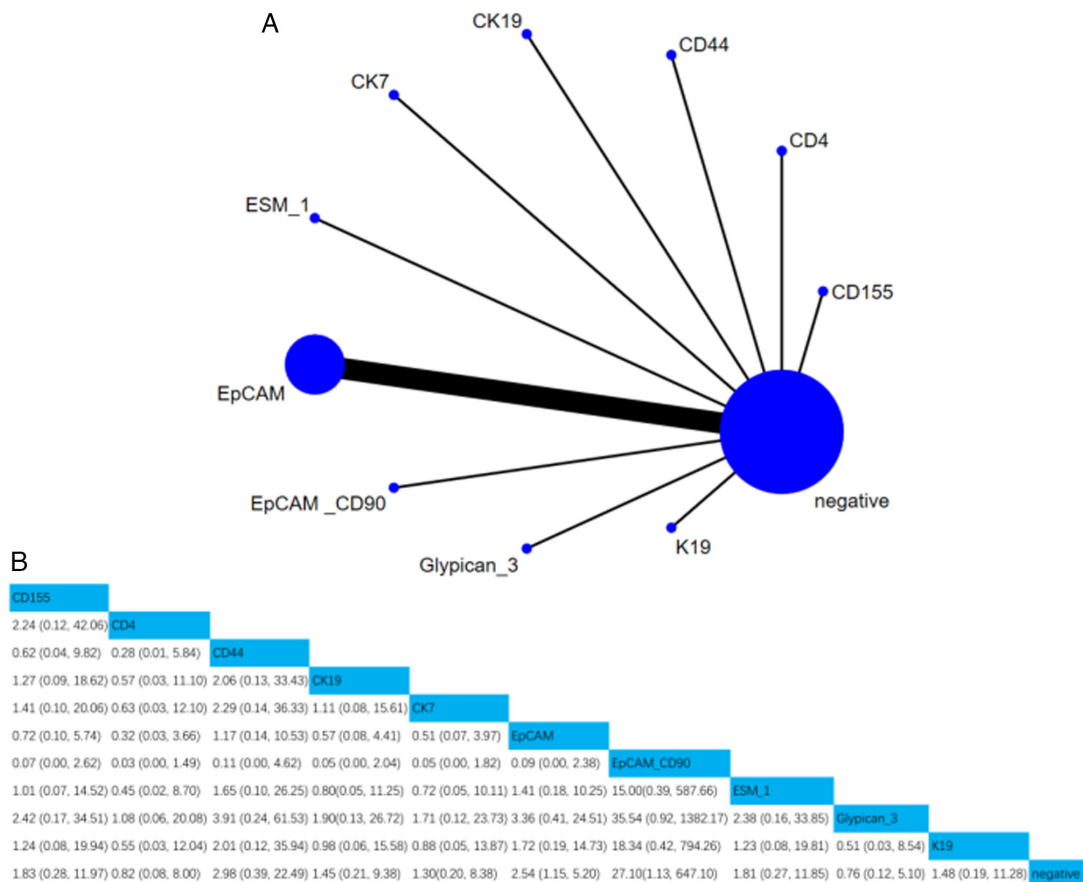 A
CK19
CD44
CK7
CD4
ESM_1
CD155
EpCAM
EpCAM _CD90
negative
K19
Glypican_3
B
CD155
2.24 (0.12, 42.06) CD4
0.62 (0.04, 9.82) 0.28 (0.01, 5.84) CD44
1.27 (0.09, 18.62) 0.57 (0.03, 11.10) 2.06 (0.13, 33.43) CK19
1.41 (0.10, 20.06) 0.63 (0.03, 12.10) 2.29 (0.14, 36.33) 1.11 (0.08, 15.61) CK7
0.72 (0.10, 5.74) 0.32 (0.03, 3.66) 1.17 (0.14, 10.53) 0.57 (0.08, 4.41) 0.51 (0.07, 3.97) EpCAM
0.07 (0.00, 2.62) 0.03 (0.00, 1.49) 0.11 (0.00, 4.62) 0.05 (0.00, 2.04) 0.05 (0.00, 1.82) 0.09 (0.00, 2.38) EpCAM_CD90
1.01 (0.07, 14.52) 0.45 (0.02, 8.70) 1.65 (0.10, 26.25) 0.80(0.05, 11.25) 0.72 (0.05, 10.11) 1.41 (0.18, 10.25) 15.00(0.39, 587.66) ESM_1
2.42 (0.17, 34.51) 1.08 (0.06, 20.08) 3.91 (0.24, 61.53) 1.90(0.13, 26.72) 1.71 (0.12, 23.73) 3.36 (0.41, 24.51) 35.54 (0.92, 1382.17) 2.38 (0.16, 33.85) Glypican_3
1.24 (0.08, 19.94) 0.55 (0.03, 12.04) 2.01 (0.12, 35.94) 0.98 (0.06, 15.58) 0.88 (0.05, 13.87) 1.72 (0.19, 14.73) 18.34 (0.42, 794.26) 1.23 (0.08, 19.81) 0.51 (0.03, 8.54) K19
1.83 (0.28, 11.97) 0.82 (0.08, 8.00) 2.98 (0.39, 22.49) 1.45 (0.21, 9.38) 1.30(0.20, 8.38) 2.54 (1.15, 5.20) 27.10(1.13, 647.10) 1.81 (0.27, 11.85) 0.76 (0.12, 5.10) 1.48 (0.19, 11.28) negative